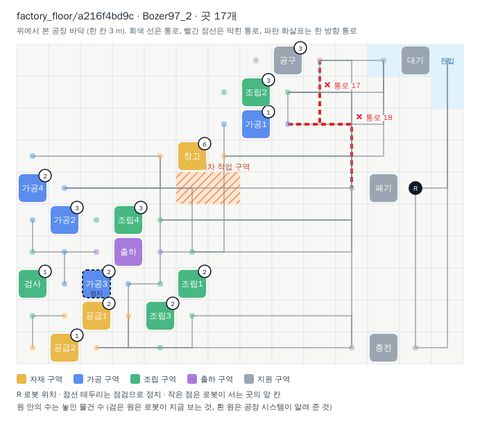 factory_floor/a216f4bd9c · Bozer97_2 · 곳 17개
위에서 본 공장 바닥 (한 칸 3 m). 회색 선은 통로, 빨간 점선은 막힌 통로, 파란 화살표는 한 방향 통로
공구 3
대기
진입
조립2 3
✕ 통로 17
가공1 1
✕ 통로 18
창고 6
차 작업 구역
가공4 2
폐기
R
가공2 3
조립4 3
출하
검사 1
가공3 2
정지
조립1 2
공급1 2
조립3 2
공급2 1
충전
자재 구역
가공 구역
조립 구역
출하 구역
지원 구역
R 로봇 위치 · 점선 테두리는 점검으로 정지 · 작은 점은 로봇이 서는 곳의 앞 칸
원 안의 수는 놓인 물건 수 (검은 원은 로봇이 지금 보는 것, 흰 원은 공장 시스템이 알려 준 것)